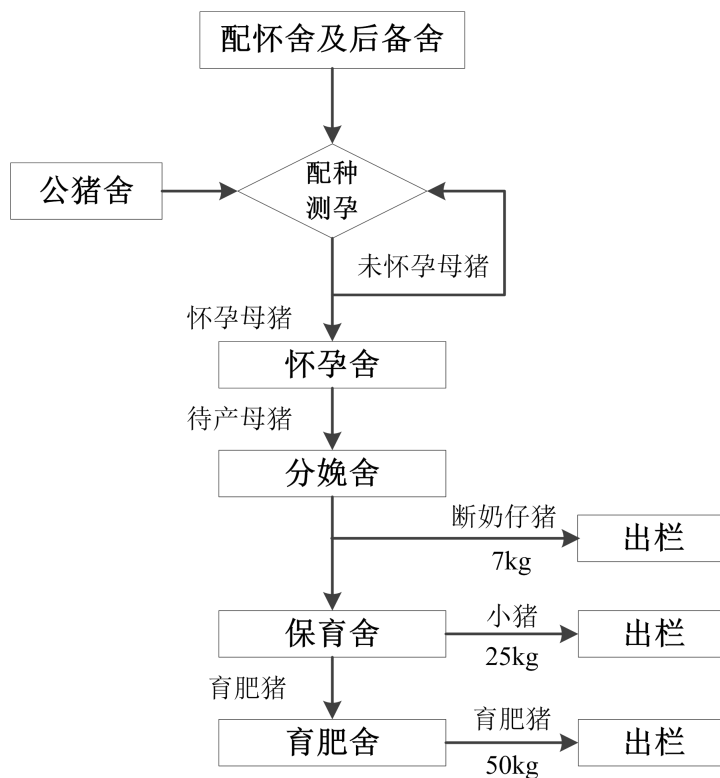 配怀舍及后备舍
公猪舍
配种
测孕
未怀孕母猪
怀孕母猪
怀孕舍
待产母猪
分娩舍
断奶仔猪
7kg
出栏
保育舍
小猪
25kg
出栏
育肥猪
育肥舍
育肥猪
50kg
出栏